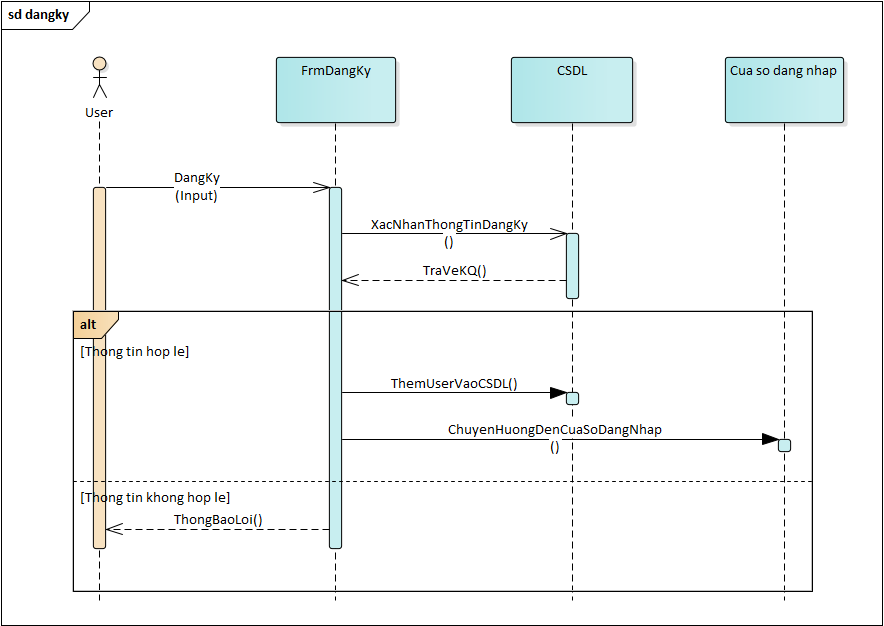 sd dangky
User
FrmDangKy
CSDL
Cua so dang nhap
DangKy
(Input)
XacNhanThongTinDangKy
()
TraVeKQ()
alt
[Thong tin hop le]
ThemUserVaoCSDL()
ChuyenHuongDenCuaSoDangNhap
()
[Thong tin khong hop le]
ThongBaoLoi()